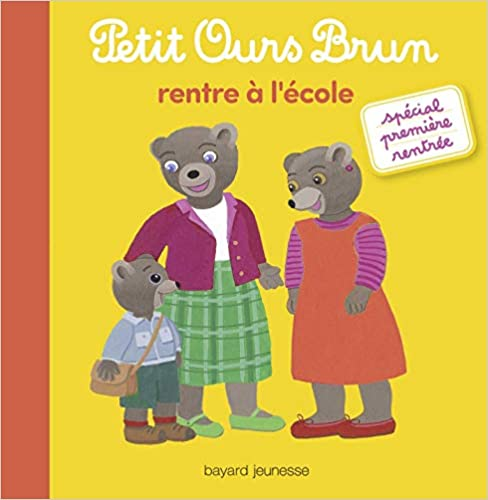 Petit Ours Brun
rentre à l'école
spécial
première
rentrée
bayard jeunesse